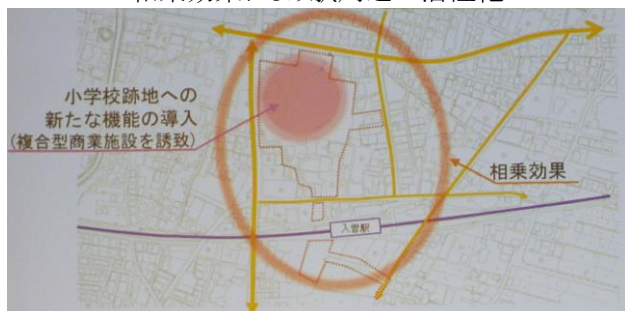 小学校跡地への
新たな機能の導入
(複合型商業施設を誘致)
相乗効果
入曽駅